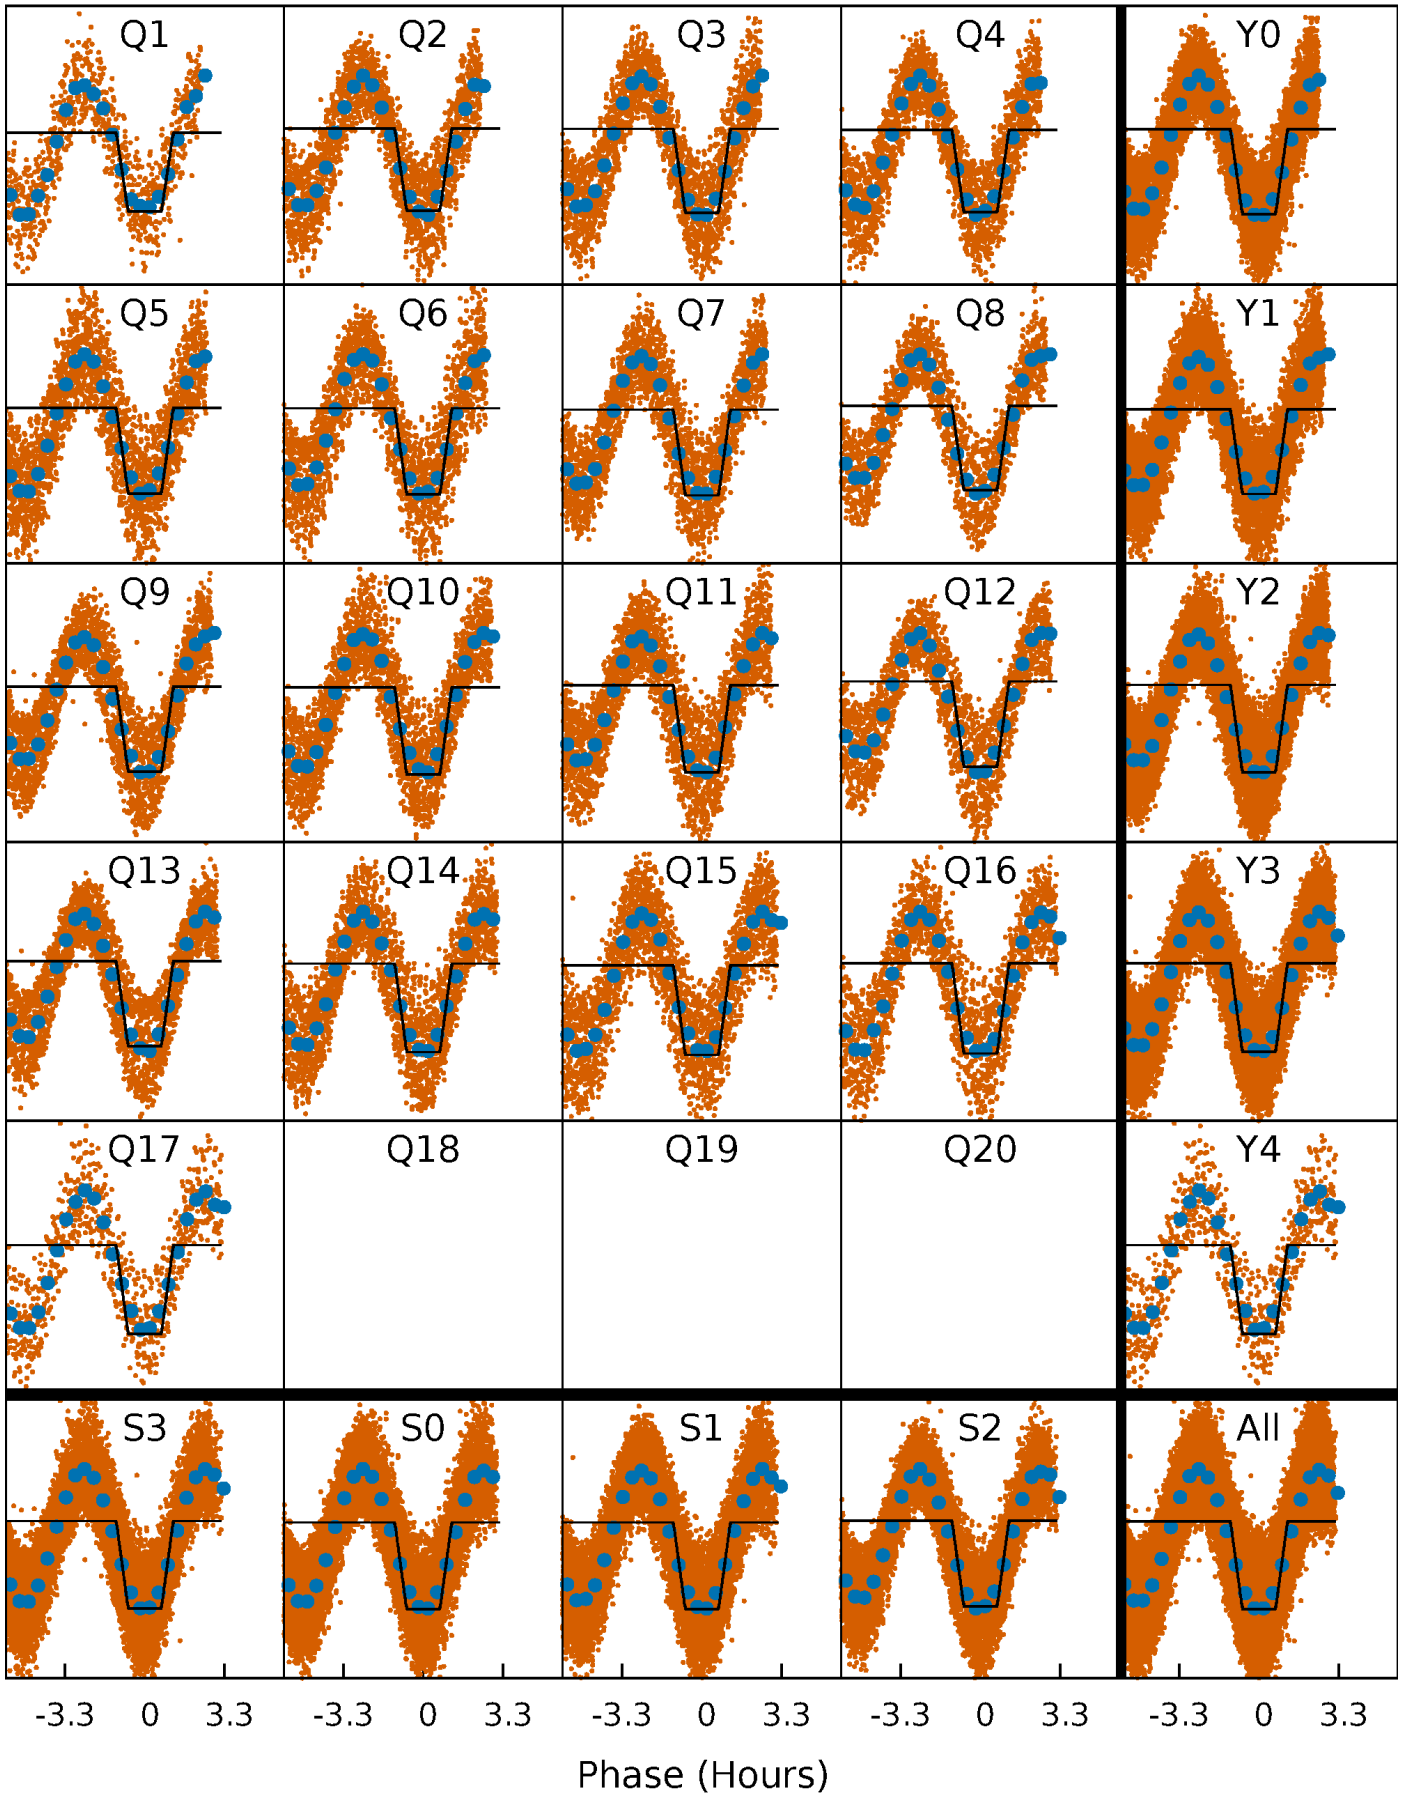 Q1 Q2 Q3 Q4 Y0
Q5 Q6 Q7 Q8 Y1
Q9 Q10 Q11 Q12 Y2
Q13 Q14 Q15 Q16 Y3
Q17 Q18 Q19 Q20 Y4
S3 S0 S1 S2 All
-3.3 0 3.3 -3.3 0 3.3 -3.3 0 3.3 -3.3 0 3.3 -3.3 0 3.3
Phase (Hours)